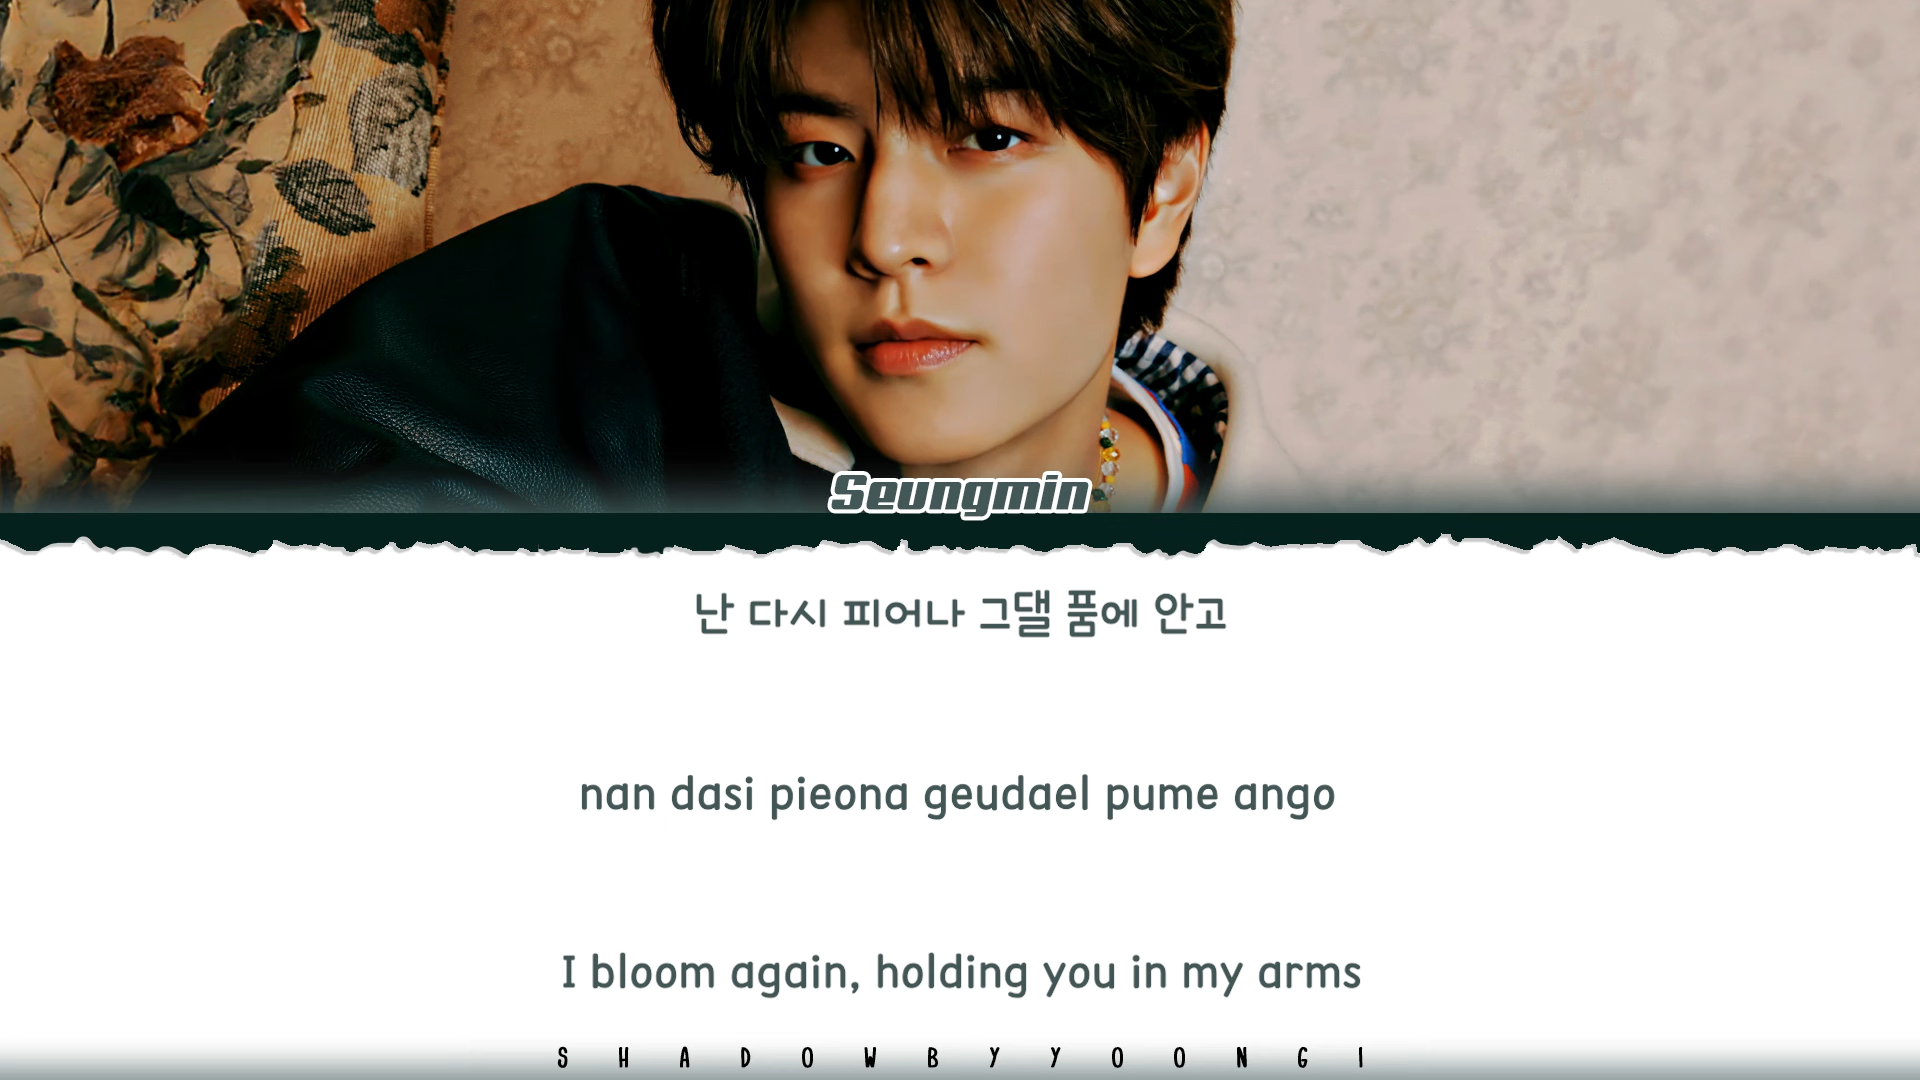 Seungmin
난 다시 피어나 그댈 품에 안고
nan dasi pieona geudael pume ango
I bloom again, holding you in my arms
SHADOWBYYOONGI